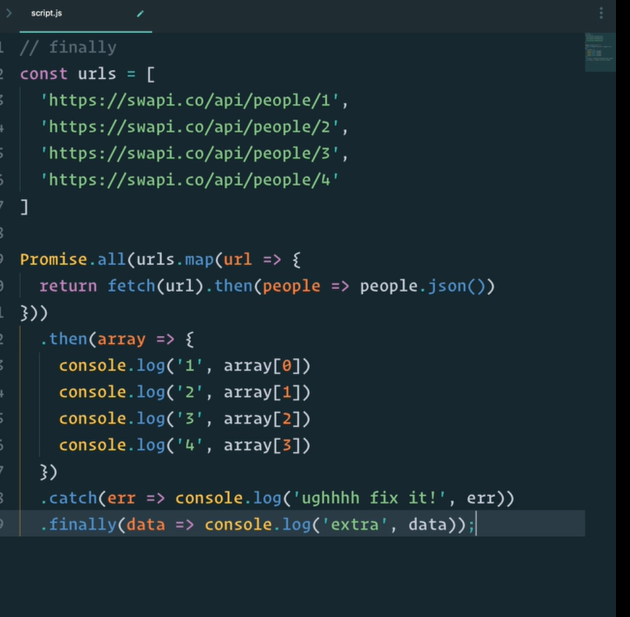 script.js
1 // finally
2 const urls = [
3   'https://swapi.co/api/people/1',
4   'https://swapi.co/api/people/2',
5   'https://swapi.co/api/people/3',
6   'https://swapi.co/api/people/4'
7 ]
8
9 Promise.all(urls.map(url => {
0   return fetch(url).then(people => people.json())
1 }))
2   .then(array => {
3     console.log('1', array[0])
4     console.log('2', array[1])
5     console.log('3', array[2])
6     console.log('4', array[3])
7   })
8   .catch(err => console.log('ughhhh fix it!', err))
9   .finally(data => console.log('extra', data));